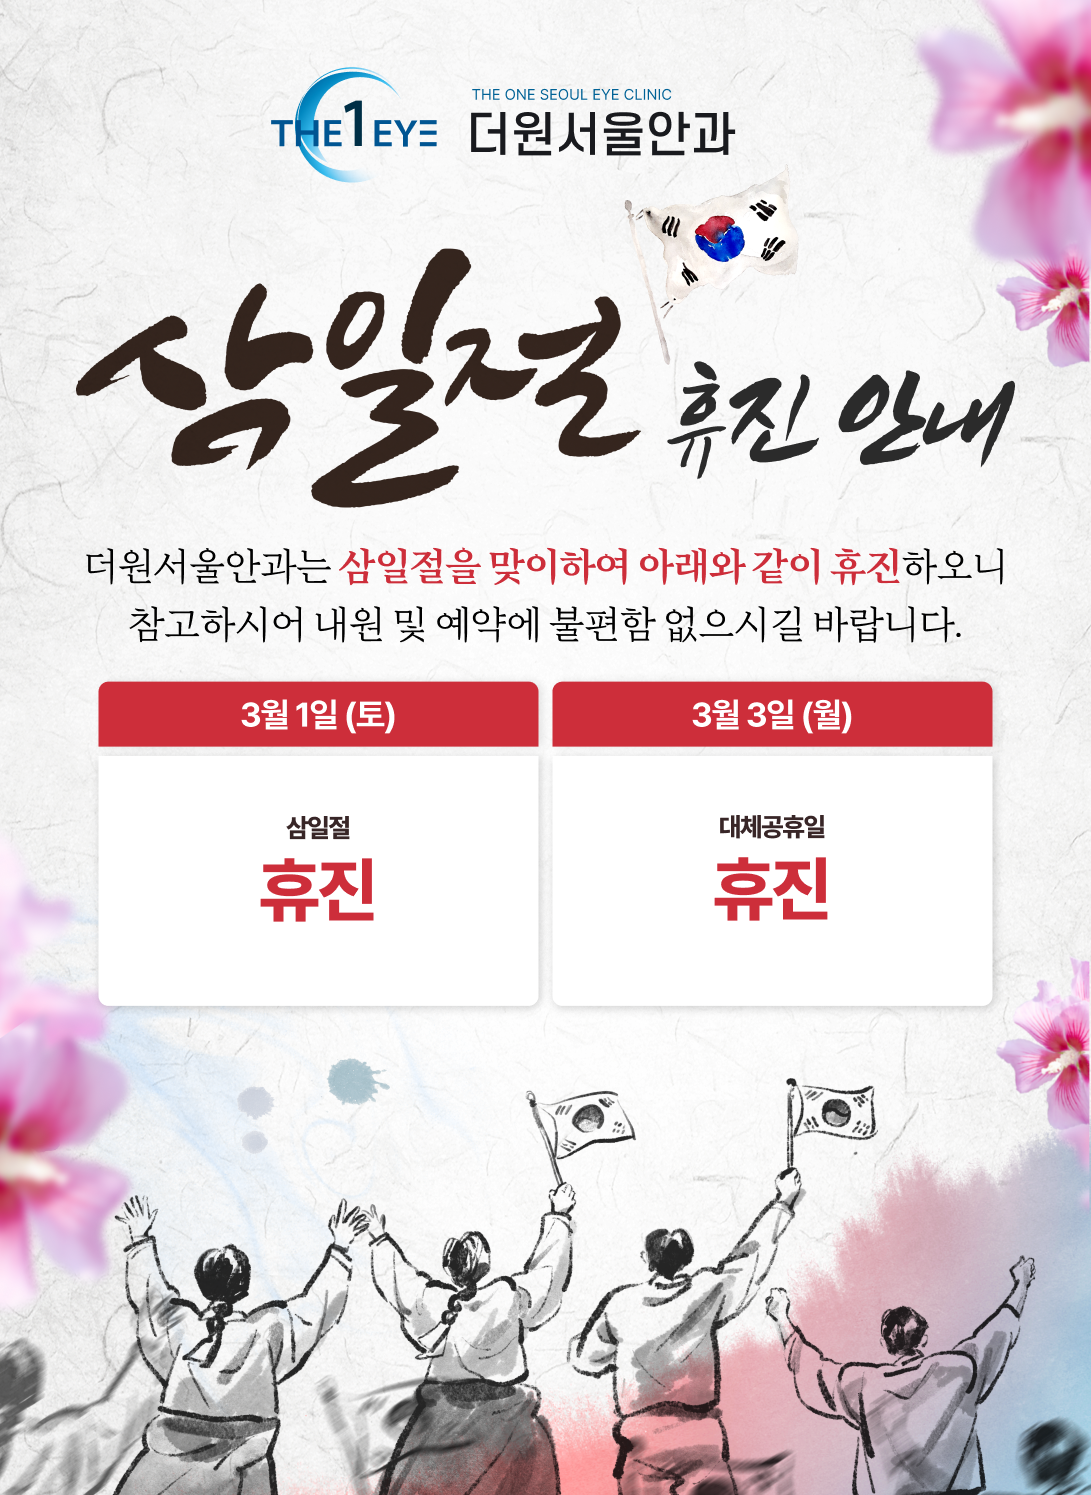 THE1EYE
THE ONE SEOUL EYE CLINIC
더원서울안과
삼일절 휴진 안내
더원서울안과는 삼일절을 맞이하여 아래와 같이 휴진하오니
참고하시어 내원 및 예약에 불편함 없으시길 바랍니다.
3월 1일 (토)
삼일절
휴진
3월 3일 (월)
대체공휴일
휴진